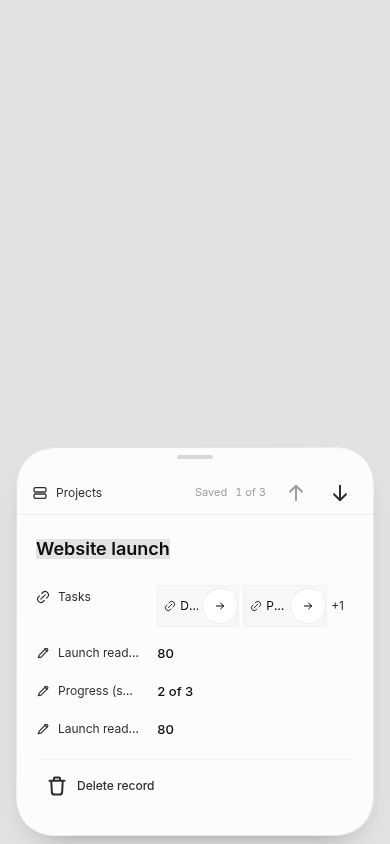 Projects
Saved 1 of 3
Website launch
Tasks
D...
P...
+1
Launch read... 80
Progress (s... 2 of 3
Launch read... 80
Delete record